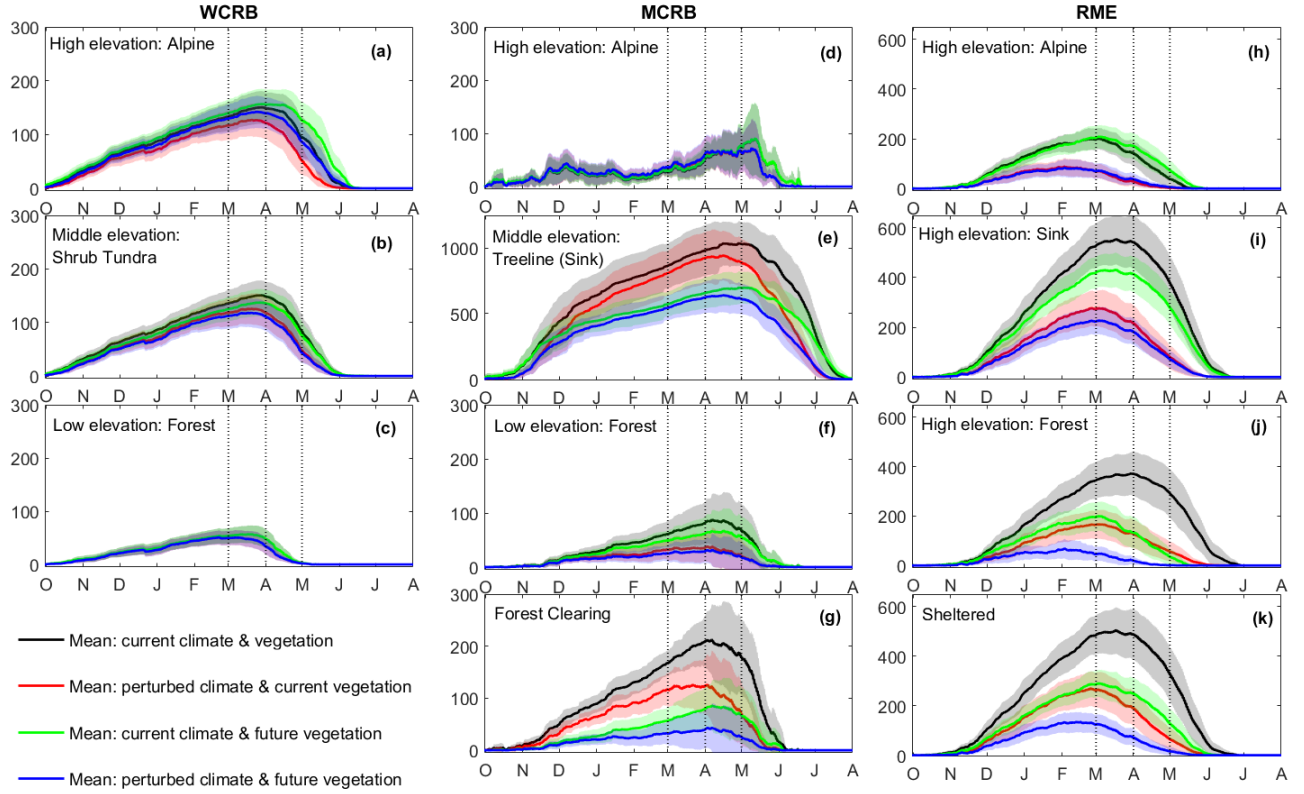 WCRB
MCRB
RME
300
200
100
0
High elevation: Alpine
(a)
O N D J F M A M J J A
300
200
100
0
High elevation: Alpine
(d)
O N D J F M A M J J A
600
400
200
0
High elevation: Alpine
(h)
O N D J F M A M J J A
300
200
100
0
Middle elevation:
Shrub Tundra
(b)
O N D J F M A M J J A
1000
500
0
Middle elevation:
Treeline (Sink)
(e)
O N D J F M A M J J A
600
400
200
0
High elevation: Sink
(i)
O N D J F M A M J J A
300
200
100
0
Low elevation: Forest
(c)
O N D J F M A M J J A
300
200
100
0
Low elevation: Forest
(f)
O N D J F M A M J J A
600
400
200
0
High elevation: Forest
(j)
O N D J F M A M J J A
300
200
100
0
Forest Clearing
(g)
O N D J F M A M J J A
600
400
200
0
Sheltered
(k)
O N D J F M A M J J A
Mean: current climate & vegetation
Mean: perturbed climate & current vegetation
Mean: current climate & future vegetation
Mean: perturbed climate & future vegetation